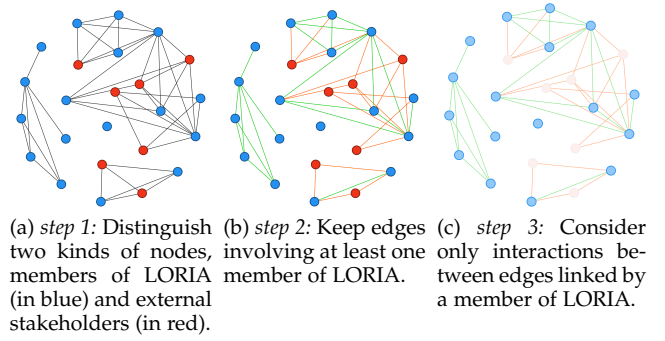 (a) step 1: Distinguish
two kinds of nodes,
members of LORIA
(in blue) and external
stakeholders (in red).
(b) step 2: Keep edges
involving at least one
member of LORIA.
(c) step 3: Consider
only interactions be-
tween edges linked by
a member of LORIA.